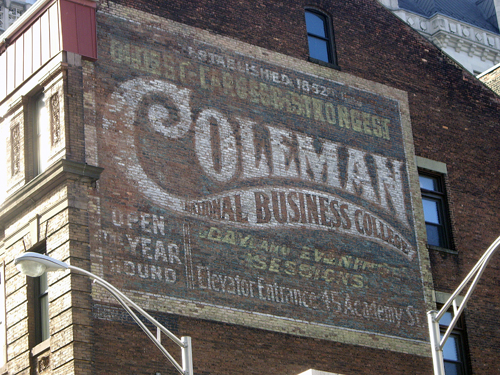 ESTABLISHED 1862
OLDEST-LARGEST-STRONGEST
COLEMAN
NATIONAL BUSINESS COLLEGE
OPEN
THE YEAR
ROUND
DAY AND EVENING
SESSIONS
Elevator Entrance 45 Academy St.